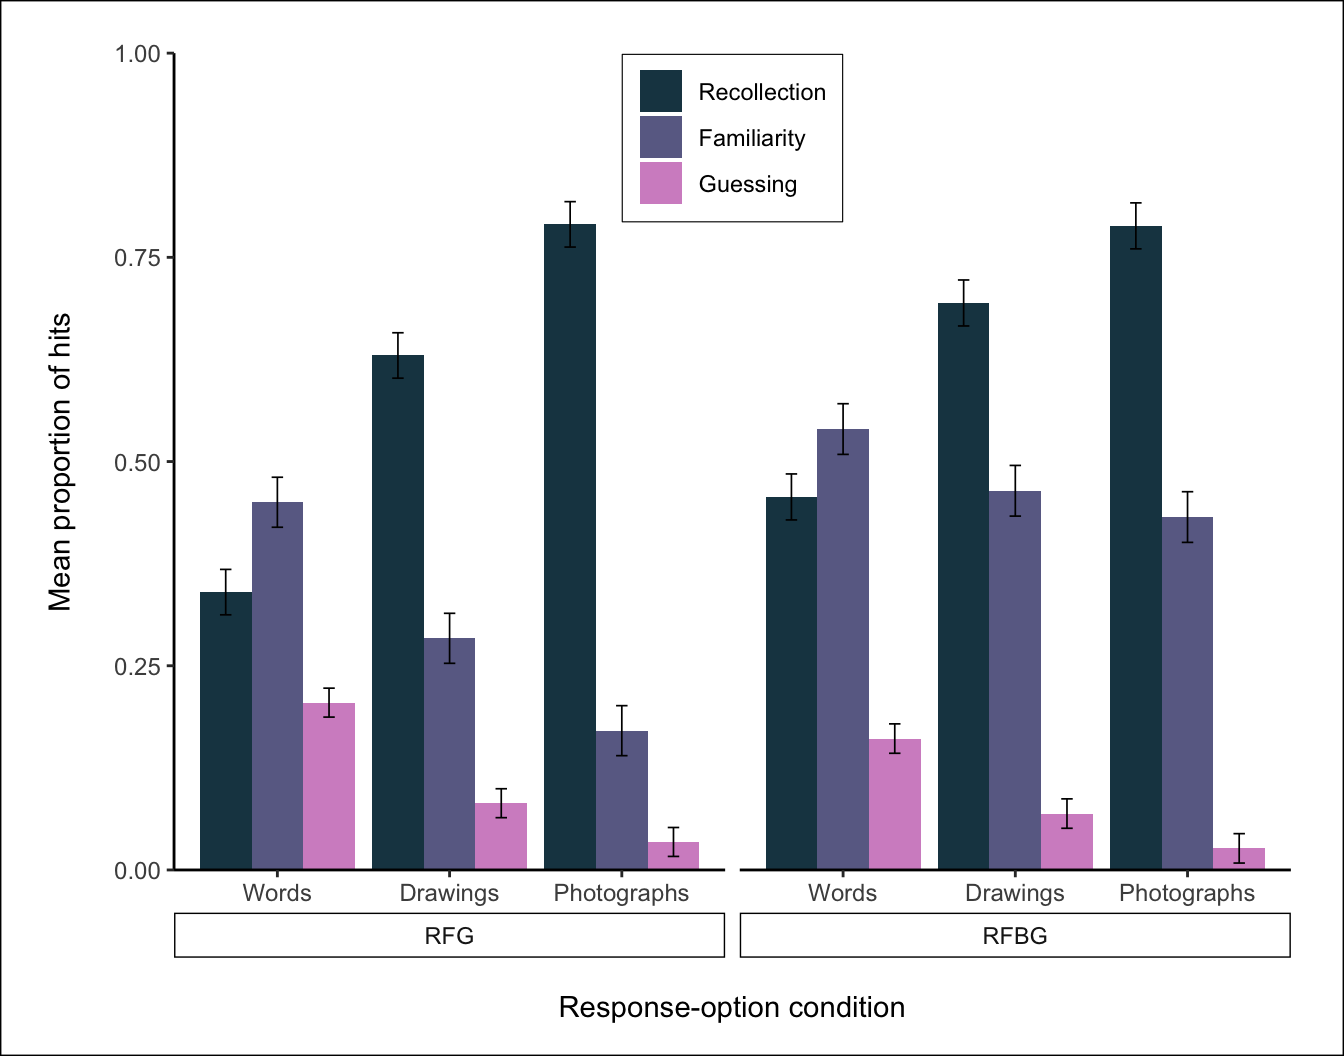 1.00
0.75
0.50
0.25
0.00
Mean proportion of hits
Recollection
Familiarity
Guessing
Words Drawings Photographs Words Drawings Photographs
RFG RFBG
Response-option condition